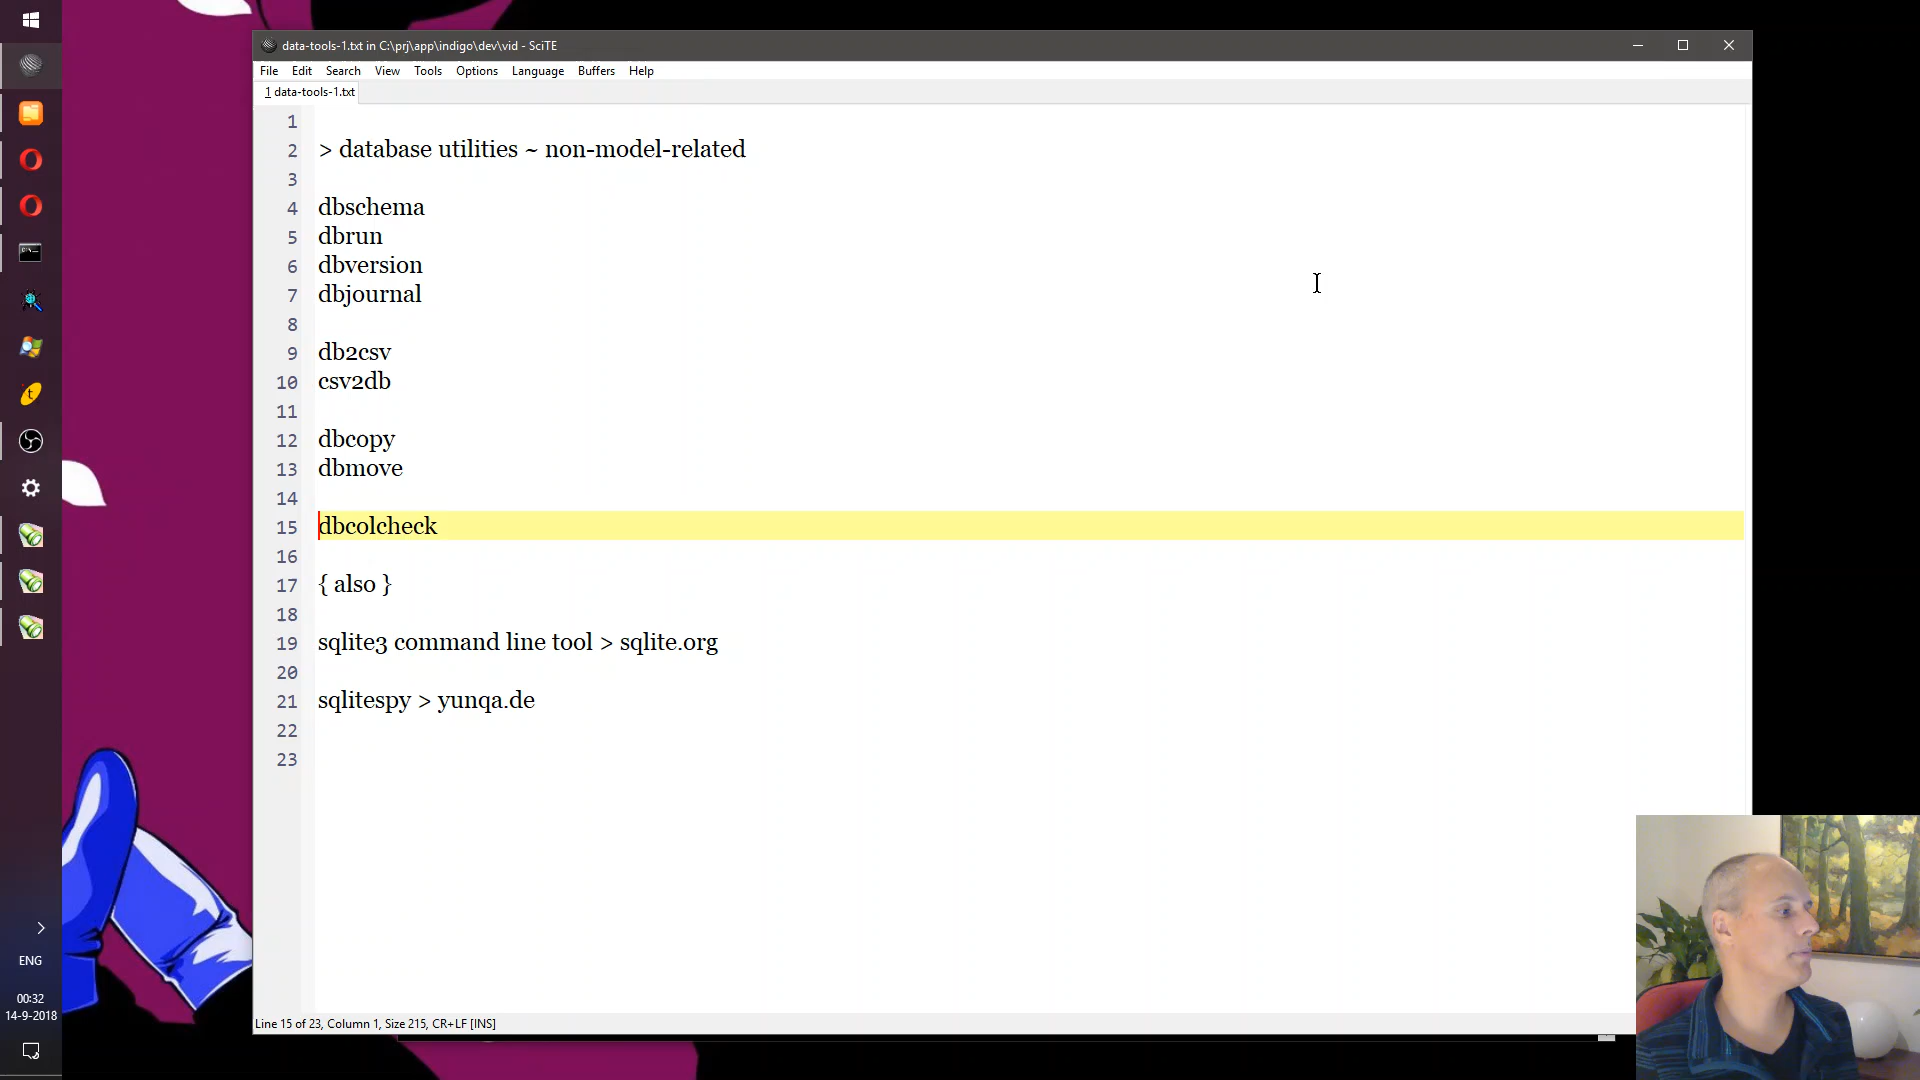 data-tools-1.txt in C:\prj\app\indigo\dev\vid - SciTE
File Edit Search View Tools Options Language Buffers Help
1 data-tools-1.txt
1
2 > database utilities ~ non-model-related
3
4 dbschema
5 dbrun
6 dbversion
7 dbjournal
8
9 db2csv
10 csv2db
11
12 dbcopy
13 dbmove
14
15 dbcolcheck
16
17 { also }
18
19 sqlite3 command line tool > sqlite.org
20
21 sqlitespy > yunqa.de
22
23
Line 15 of 23, Column 1, Size 215, CR+LF [INS]
ENG
00:32
14-9-2018